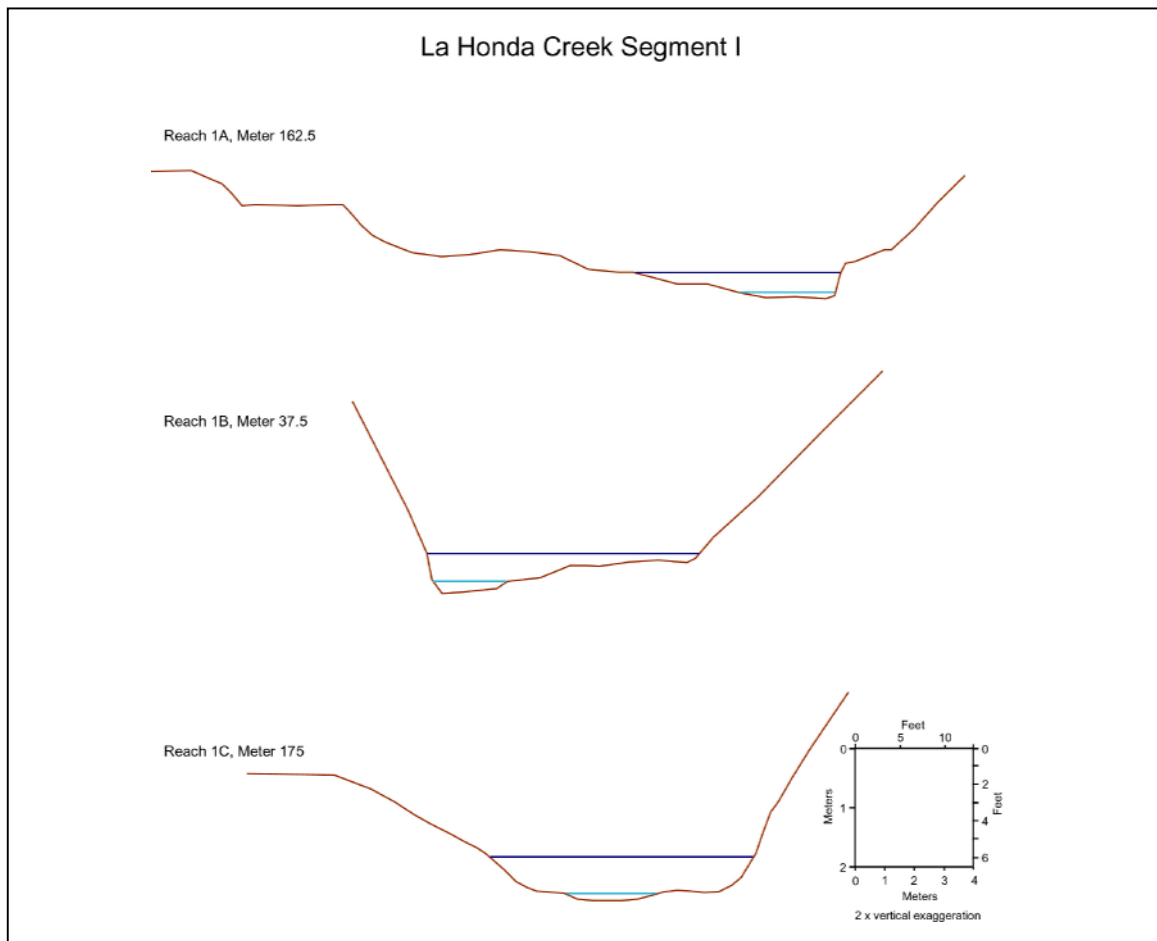 La Honda Creek Segment I
Reach 1A, Meter 162.5
Reach 1B, Meter 37.5
Reach 1C, Meter 175
Feet
0 5 10
0 0
2
Meters 1 4 Feet
2 6
0 1 2 3 4
Meters
2 x vertical exaggeration